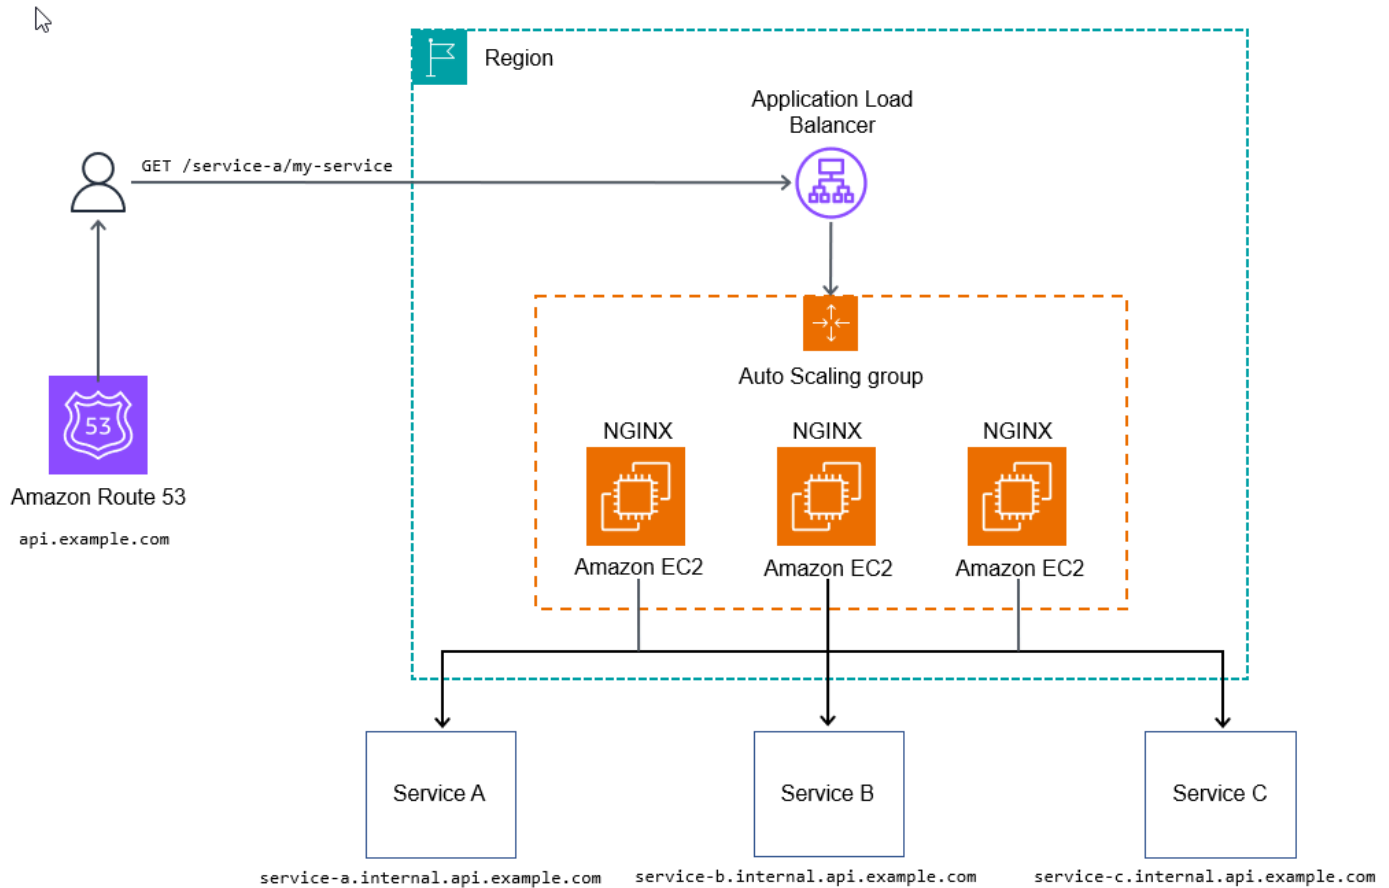 Region
Application Load
Balancer
GET /service-a/my-service
Auto Scaling group
NGINX
NGINX
NGINX
53
Amazon Route 53
api.example.com
Amazon EC2
Amazon EC2
Amazon EC2
Service A
Service B
Service C
service-a.internal.api.example.com
service-b.internal.api.example.com
service-c.internal.api.example.com